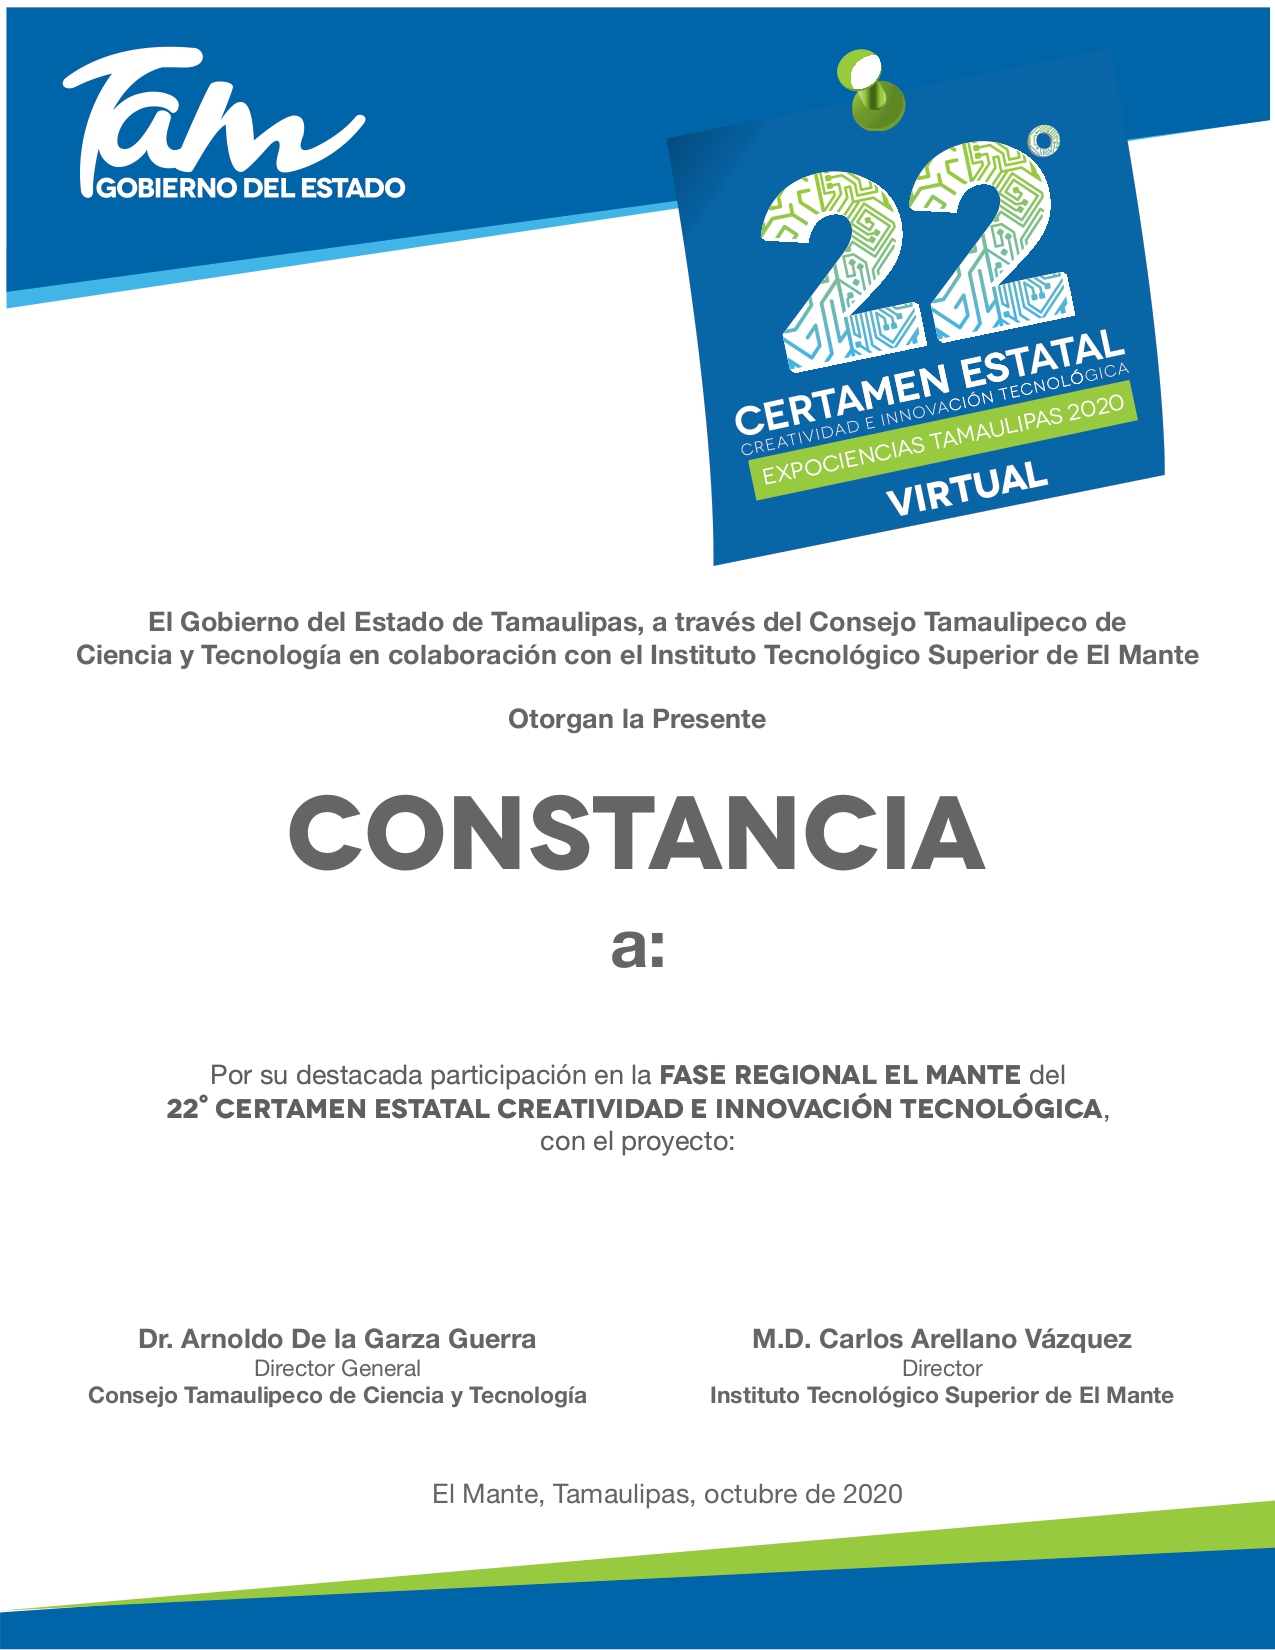 Tam
GOBIERNO DEL ESTADO
22°
CERTAMEN ESTATAL
CREATIVIDAD E INNOVACIÓN TECNOLÓGICA
EXPOCIENCIAS TAMAULIPAS 2020
VIRTUAL
El Gobierno del Estado de Tamaulipas, a través del Consejo Tamaulipeco de
Ciencia y Tecnología en colaboración con el Instituto Tecnológico Superior de El Mante
Otorgan la Presente
CONSTANCIA
a:
Por su destacada participación en la FASE REGIONAL EL MANTE del
22° CERTAMEN ESTATAL CREATIVIDAD E INNOVACIÓN TECNOLÓGICA,
con el proyecto:
Dr. Arnoldo De la Garza Guerra
Director General
Consejo Tamaulipeco de Ciencia y Tecnología
M.D. Carlos Arellano Vázquez
Director
Instituto Tecnológico Superior de El Mante
El Mante, Tamaulipas, octubre de 2020